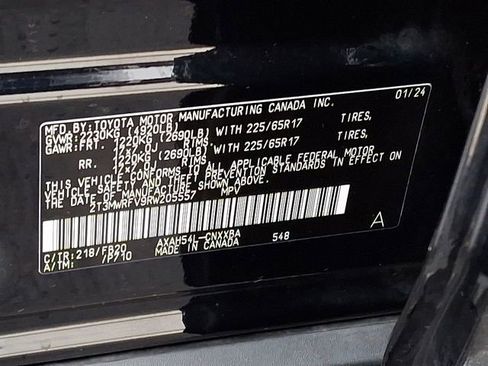 MFD.BY:TOYOTA MOTOR MANUFACTURING CANADA INC. 01/24
GVWR:2230KG (4920LB)
GAWR:FRT. 1220KG (2690LB) WITH 225/65R17 TIRES,
RIMS
RR. 1220KG (2690LB) WITH 225/65R17 TIRES,
RIMS
THIS VEHICLE CONFORMS TO ALL APPLICABLE FEDERAL MOTOR
VEHICLE SAFETY, AND THEFT PREVENTION STANDARDS IN EFFECT ON
THE DATE OF MANUFACTURE SHOWN ABOVE.
2T3MWRFV9RW205557 MPV
C/TR:218/FB20 AXAH54L-CNXXBA 548 A
A/TM: /P710 MADE IN CANADA